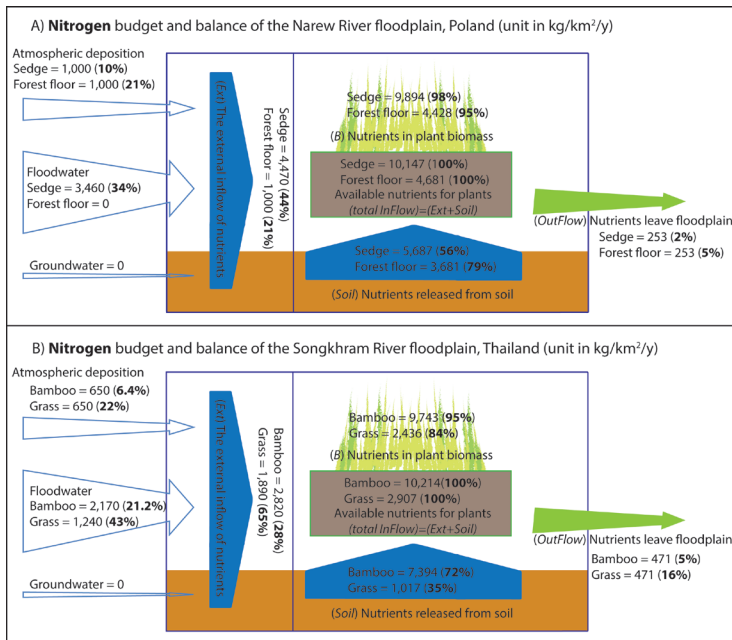 A) Nitrogen budget and balance of the Narew River floodplain, Poland (unit in kg/km²/y)
Atmospheric deposition
Sedge = 1,000 (10%)
Forest floor = 1,000 (21%)
Floodwater
Sedge = 3,460 (34%)
Forest floor = 0
Groundwater = 0
(Ext) The external inflow of nutrients
Sedge = 4,470 (44%)
Forest floor = 1,000 (21%)
Sedge = 9,894 (98%)
Forest floor = 4,428 (95%)
(B) Nutrients in plant biomass
Sedge = 10,147 (100%)
Forest floor = 4,681 (100%)
Available nutrients for plants
(total InFlow)=(Ext+Soil)
Sedge = 5,687 (56%)
Forest floor = 3,681 (79%)
(Soil) Nutrients released from soil
(OutFlow) Nutrients leave floodplain
Sedge = 253 (2%)
Forest floor = 253 (5%)
B) Nitrogen budget and balance of the Songkhram River floodplain, Thailand (unit in kg/km²/y)
Atmospheric deposition
Bamboo = 650 (6.4%)
Grass = 650 (22%)
Floodwater
Bamboo = 2,170 (21.2%)
Grass = 1,240 (43%)
Groundwater = 0
(Ext) The external inflow of nutrients
Bamboo = 2,820 (28%)
Grass = 1,890 (65%)
Bamboo = 9,743 (95%)
Grass = 2,436 (84%)
(B) Nutrients in plant biomass
Bamboo = 10,214(100%)
Grass = 2,907 (100%)
Available nutrients for plants
(total InFlow)=(Ext+Soil)
Bamboo = 7,394 (72%)
Grass = 1,017 (35%)
(Soil) Nutrients released from soil
(OutFlow) Nutrients leave floodplain
Bamboo = 471 (5%)
Grass = 471 (16%)